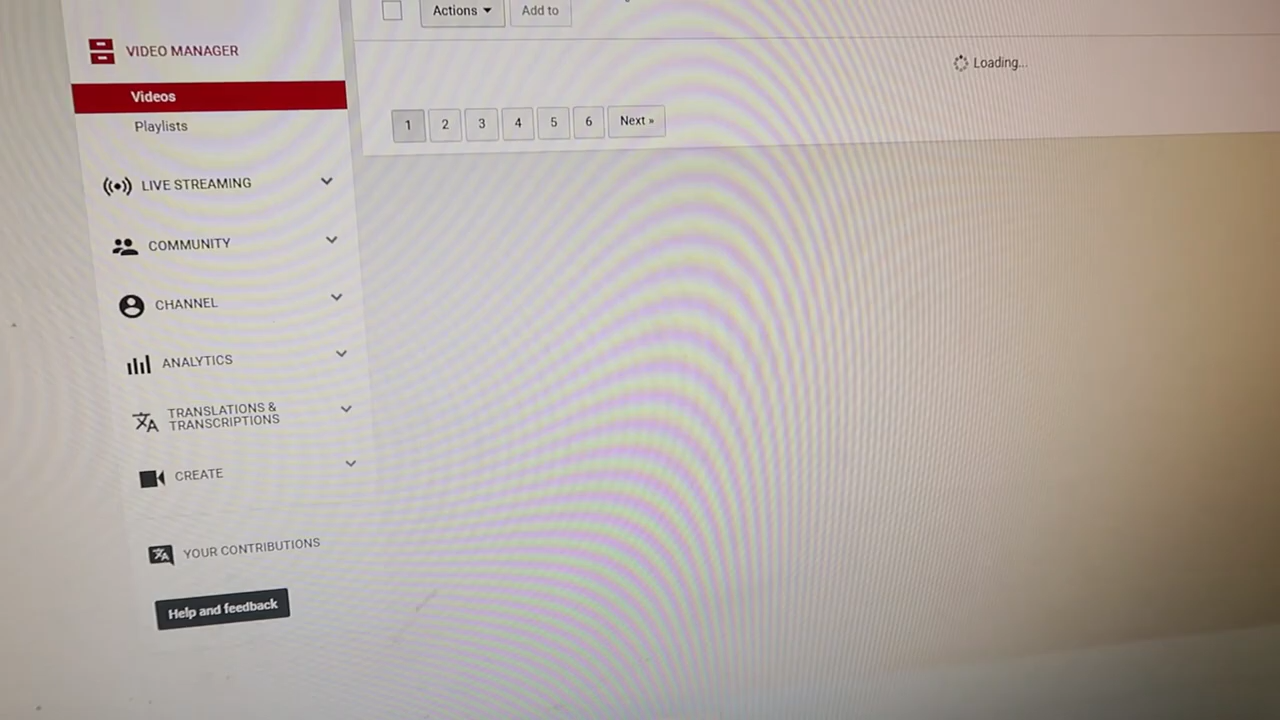 Actions Add to
VIDEO MANAGER
Loading...
Videos
Playlists
1 2 3 4 5 6 Next »
LIVE STREAMING
COMMUNITY
CHANNEL
ANALYTICS
TRANSLATIONS &
TRANSCRIPTIONS
CREATE
YOUR CONTRIBUTIONS
Help and feedback